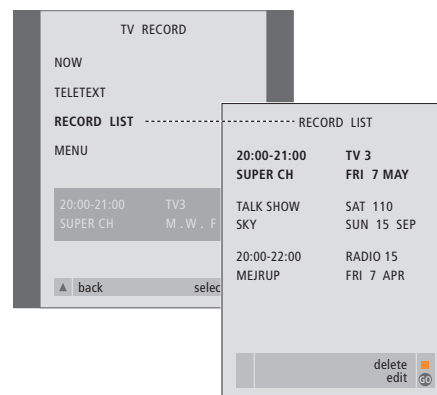 TV RECORD
NOW
TELETEXT
RECORD LIST
MENU
20:00-21:00 TV3
SUPER CH M . W . F
back selec
RECORD LIST
20:00-21:00 TV 3
SUPER CH FRI 7 MAY
TALK SHOW SAT 110
SKY SUN 15 SEP
20:00-22:00 RADIO 15
MEJRUP FRI 7 APR
delete
edit GO